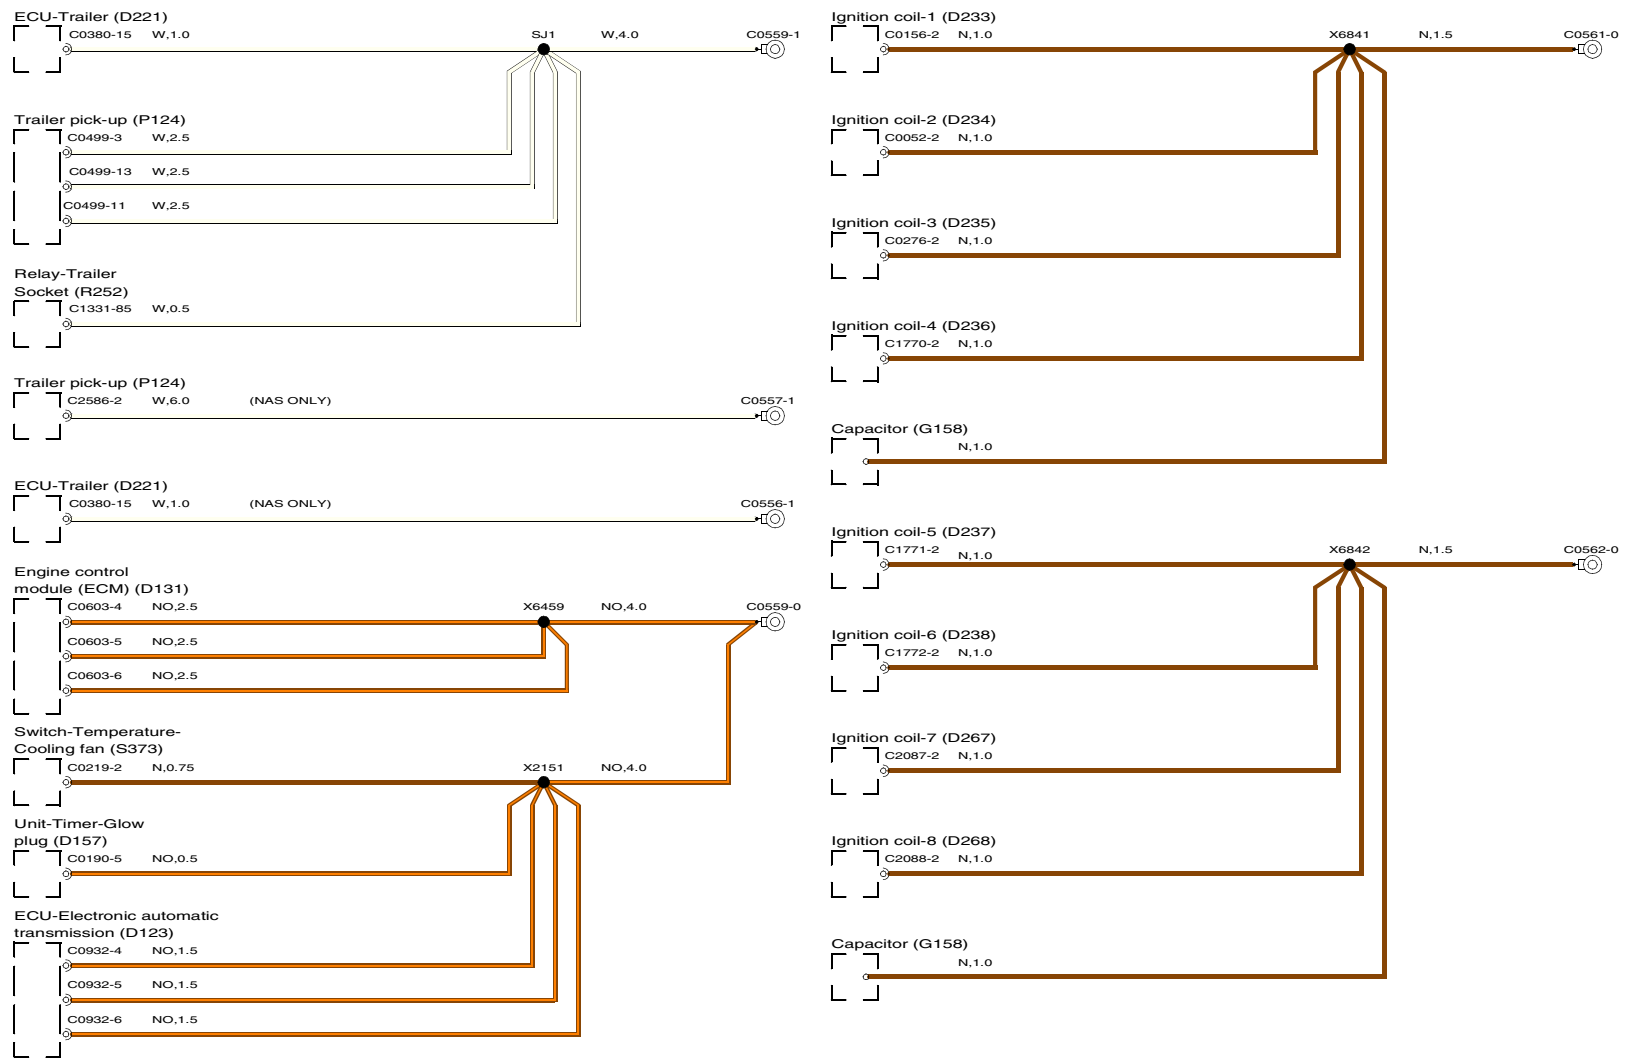 ECU-Trailer (D221)
C0380-15 W,1.0 SJ1 W,4.0 C0559-1
Trailer pick-up (P124)
C0499-3 W,2.5
C0499-13 W,2.5
C0499-11 W,2.5
Relay-Trailer
Socket (R252)
C1331-85 W,0.5
Trailer pick-up (P124)
C2586-2 W,6.0 (NAS ONLY) C0557-1
ECU-Trailer (D221)
C0380-15 W,1.0 (NAS ONLY) C0556-1
Engine control
module (ECM) (D131)
C0603-4 NO,2.5 X6459 NO,4.0 C0559-0
C0603-5 NO,2.5
C0603-6 NO,2.5
Switch-Temperature-
Cooling fan (S373)
C0219-2 N,0.75 X2151 NO,4.0
Unit-Timer-Glow
plug (D157)
C0190-5 NO,0.5
ECU-Electronic automatic
transmission (D123)
C0932-4 NO,1.5
C0932-5 NO,1.5
C0932-6 NO,1.5
Ignition coil-1 (D233)
C0156-2 N,1.0 X6841 N,1.5 C0561-0
Ignition coil-2 (D234)
C0052-2 N,1.0
Ignition coil-3 (D235)
C0276-2 N,1.0
Ignition coil-4 (D236)
C1770-2 N,1.0
Capacitor (G158)
N,1.0
Ignition coil-5 (D237)
C1771-2 N,1.0 X6842 N,1.5 C0562-0
Ignition coil-6 (D238)
C1772-2 N,1.0
Ignition coil-7 (D267)
C2087-2 N,1.0
Ignition coil-8 (D268)
C2088-2 N,1.0
Capacitor (G158)
N,1.0